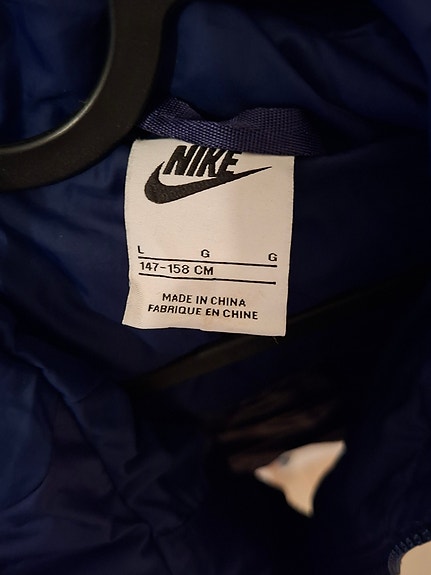 NIKE
L G G
147-158 CM
MADE IN CHINA
FABRIQUE EN CHINE